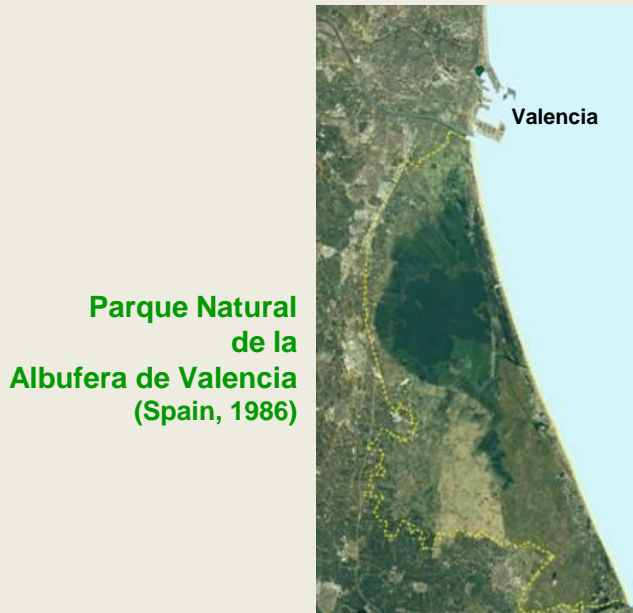 Valencia
Parque Natural
de la
Albufera de Valencia
(Spain, 1986)